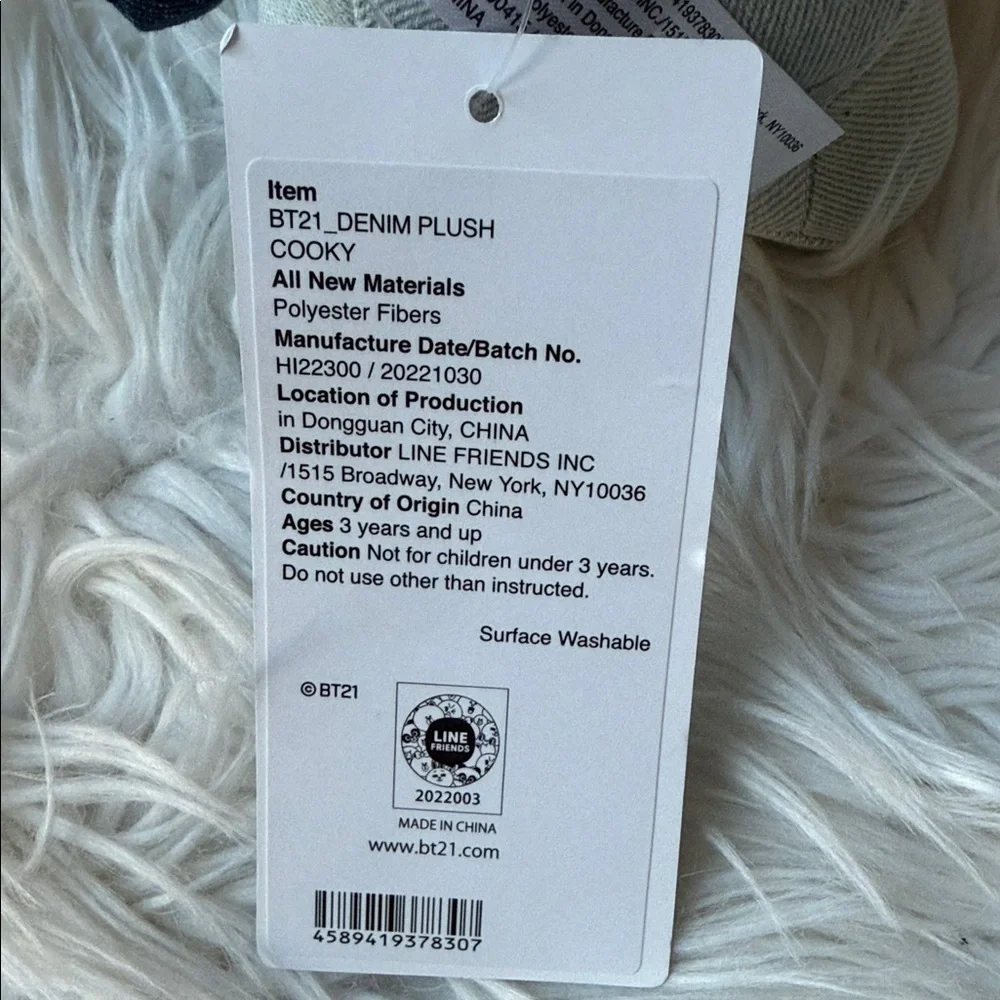 Item
BT21_DENIM PLUSH
COOKY
All New Materials
Polyester Fibers
Manufacture Date/Batch No.
HI22300 / 20221030
Location of Production
in Dongguan City, CHINA
Distributor LINE FRIENDS INC
/1515 Broadway, New York, NY10036
Country of Origin China
Ages 3 years and up
Caution Not for children under 3 years.
Do not use other than instructed.
Surface Washable
©BT21
LINE
FRIENDS
2022003
MADE IN CHINA
www.bt21.com
4589419378307
NY10036